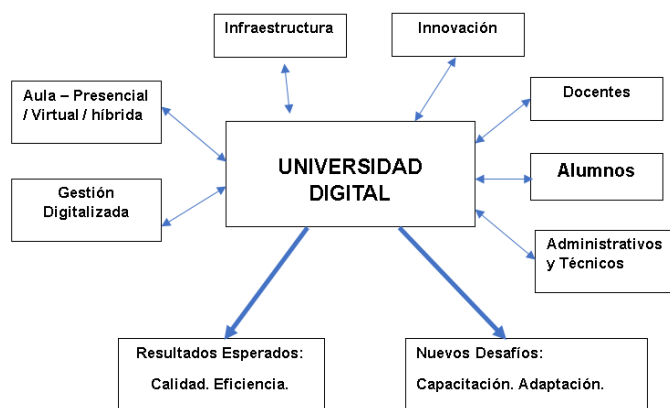 Infraestructura
Innovación
Aula – Presencial
/ Virtual / híbrida
Docentes
UNIVERSIDAD
DIGITAL
Alumnos
Gestión
Digitalizada
Administrativos
y Técnicos
Resultados Esperados:
Calidad. Eficiencia.
Nuevos Desafíos:
Capacitación. Adaptación.